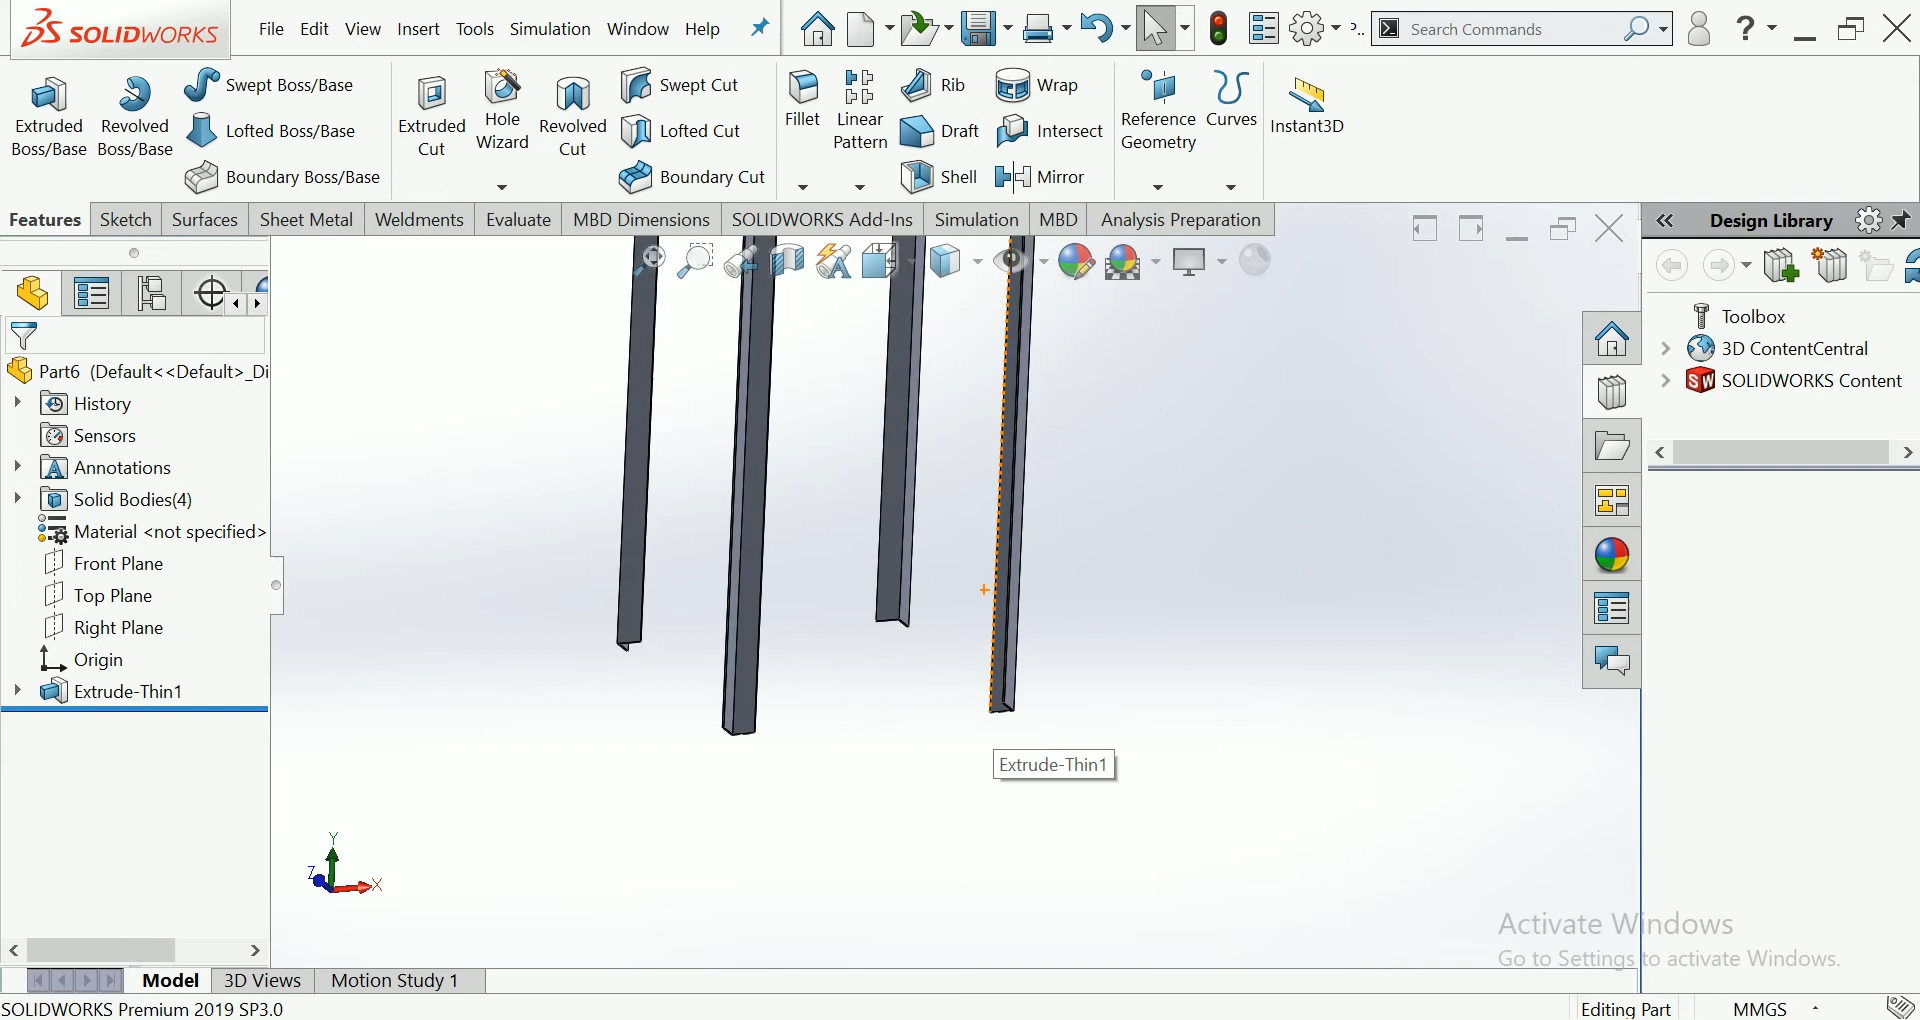 SOLIDWORKS File Edit View Insert Tools Simulation Window Help P.. Search Commands ?
Extruded Boss/Base
Revolved Boss/Base
Swept Boss/Base
Lofted Boss/Base
Boundary Boss/Base
Extruded Cut
Hole Wizard
Revolved Cut
Swept Cut
Lofted Cut
Boundary Cut
Fillet
Linear Pattern
Rib
Draft
Shell
Wrap
Intersect
Mirror
Reference Geometry
Curves
Instant3D
Features Sketch Surfaces Sheet Metal Weldments Evaluate MBD Dimensions SOLIDWORKS Add-Ins Simulation MBD Analysis Preparation
Part6 (Default<<Default>_Di
History
Sensors
Annotations
Solid Bodies(4)
Material <not specified>
Front Plane
Top Plane
Right Plane
Origin
Extrude-Thin1
Extrude-Thin1
Y
Z
X
Design Library
Toolbox
3D ContentCentral
SOLIDWORKS Content
Activate Windows
Go to Settings to activate Windows.
Model 3D Views Motion Study 1
SOLIDWORKS Premium 2019 SP3.0 Editing Part MMGS